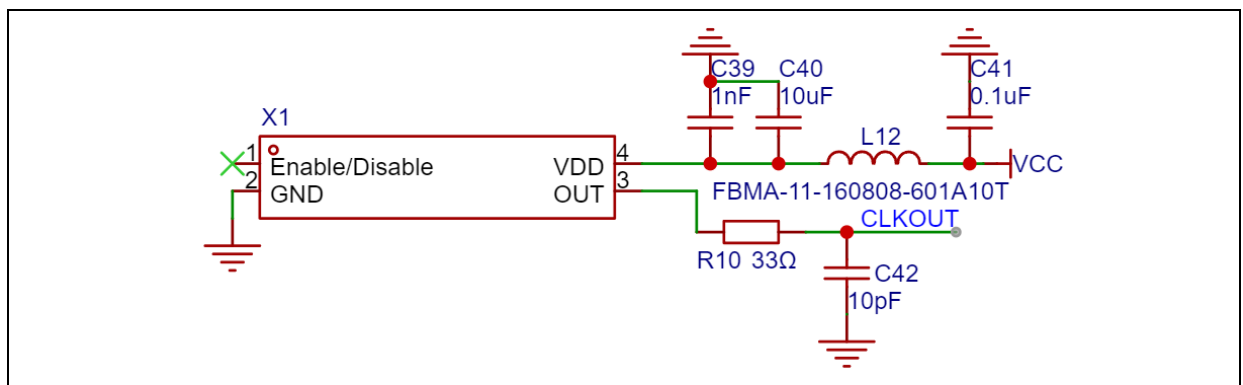 C39
1nF
C40
10uF
C41
0.1uF
X1
1
Enable/Disable
VDD
4
L12
VCC
2
GND
OUT
3
FBMA-11-160808-601A10T
CLKOUT
R10 33Ω
C42
10pF